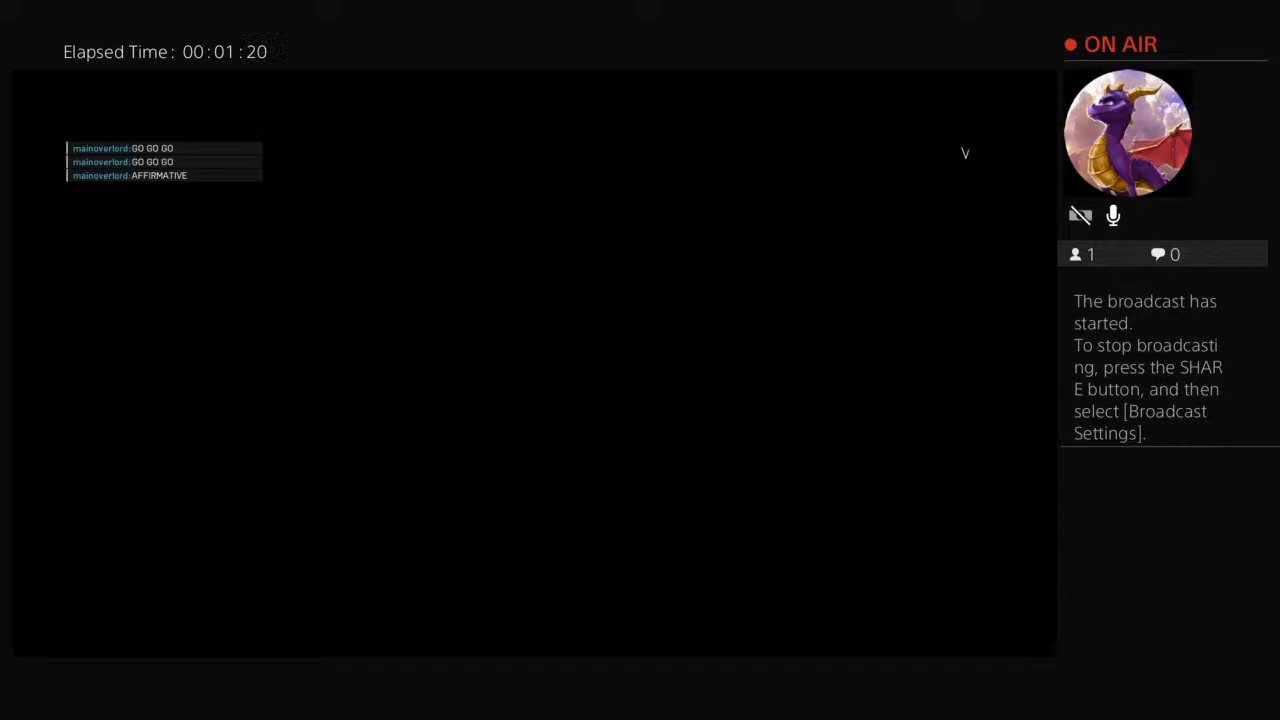 Elapsed Time: 00:01:20
ON AIR
mainoverlord:GO GO GO
mainoverlord:GO GO GO
mainoverlord:AFFIRMATIVE
V
1
0
The broadcast has
started.
To stop broadcasti
ng, press the SHAR
E button, and then
select [Broadcast
Settings].